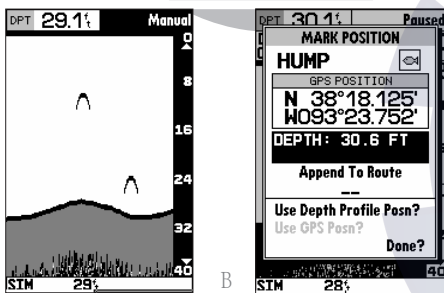 DPT 29.1ft Manual
0
8
16
24
32
40
SIM 29ft
B
DPT 30.1ft Paused
MARK POSITION
HUMP
GPS POSITION
N 38°18.125'
W093°23.752'
DEPTH: 30.6 FT
Append To Route
__
Use Depth Profile Posn?
Use GPS Posn?
Done?
40
SIM 28ft